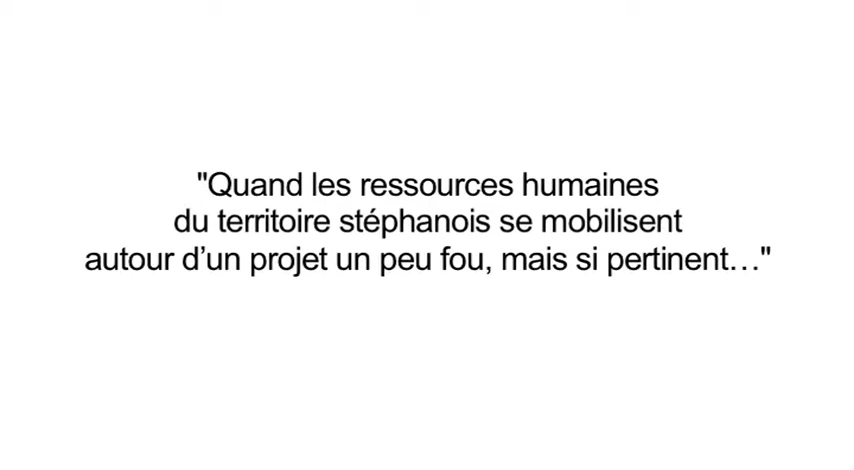 "Quand les ressources humaines
du territoire stéphanois se mobilisent
autour d’un projet un peu fou, mais si pertinent…"